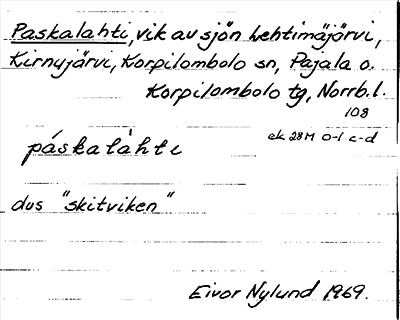 Paskalahti, vik av sjön Lehtimäjärvi,
Kirnujärvi, Korpilombolo sn, Pajala o.
Korpilombolo tg, Norrb.l.
108
ek 28M 0-1 c-d
páskalàhti
dvs "skitviken"
Eivor Nylund 1969.